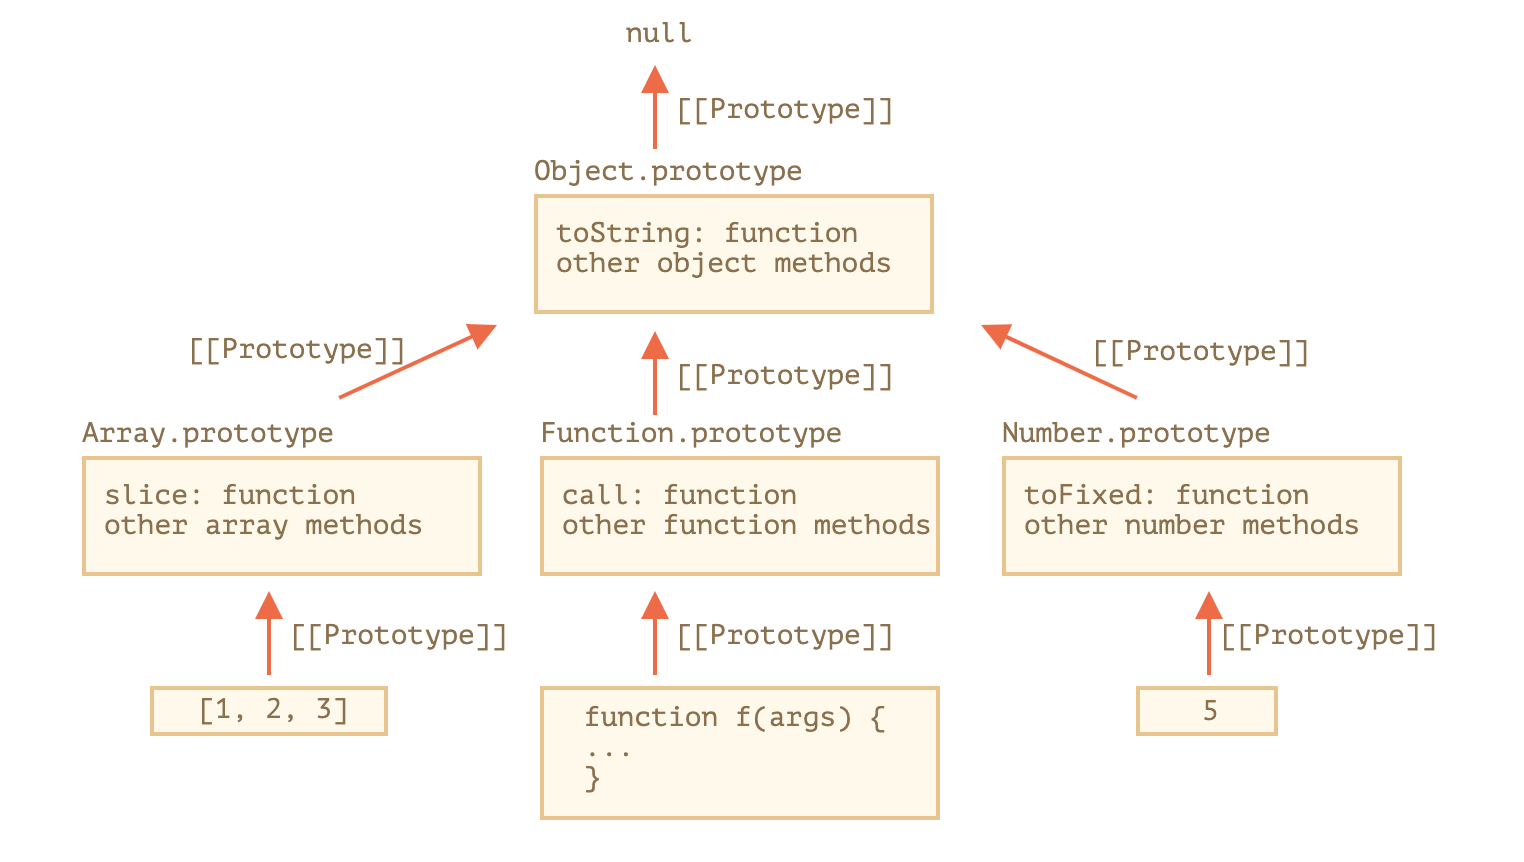 null
[[Prototype]]
Object.prototype
toString: function
other object methods
[[Prototype]]
[[Prototype]]
[[Prototype]]
Array.prototype
slice: function
other array methods
Function.prototype
call: function
other function methods
Number.prototype
toFixed: function
other number methods
[[Prototype]]
[[Prototype]]
[[Prototype]]
[1, 2, 3]
function f(args) {
...
}
5